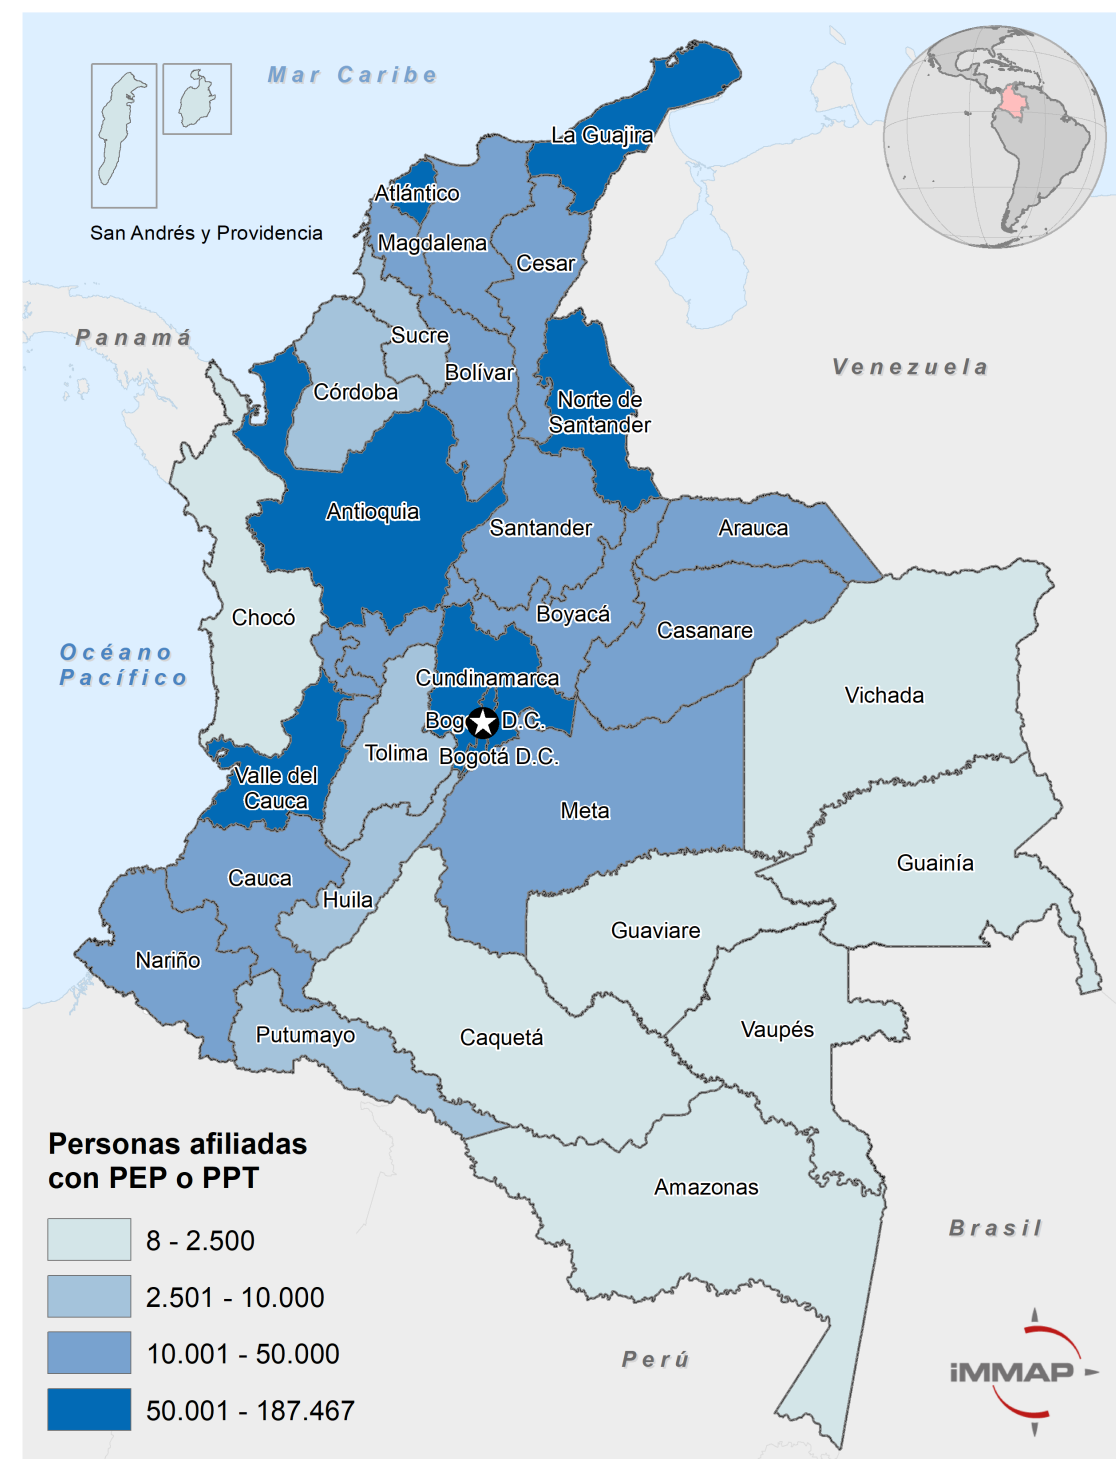 Mar Caribe
La Guajira
Atlántico
San Andrés y Providencia
Magdalena
Cesar
Panamá
Sucre
Venezuela
Bolívar
Córdoba
Norte de
Santander
Antioquia
Santander
Arauca
Chocó
Boyacá
Casanare
Océano
Pacífico
Cundinamarca
Vichada
Bog D.C.
Tolima
Bogotá D.C.
Valle del
Cauca
Meta
Guainía
Cauca
Huila
Guaviare
Nariño
Putumayo
Caquetá
Vaupés
Personas afiliadas
con PEP o PPT
Amazonas
Brasil
8 - 2.500
2.501 - 10.000
10.001 - 50.000
Perú
iMMAP
50.001 - 187.467